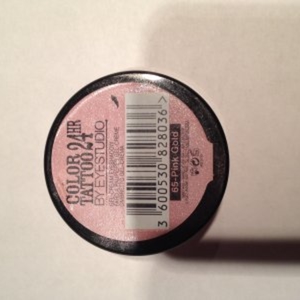 COLOR 24HR
TATTOO
BY EYESTUDIO
3 600530 828036
65-Pink Gold